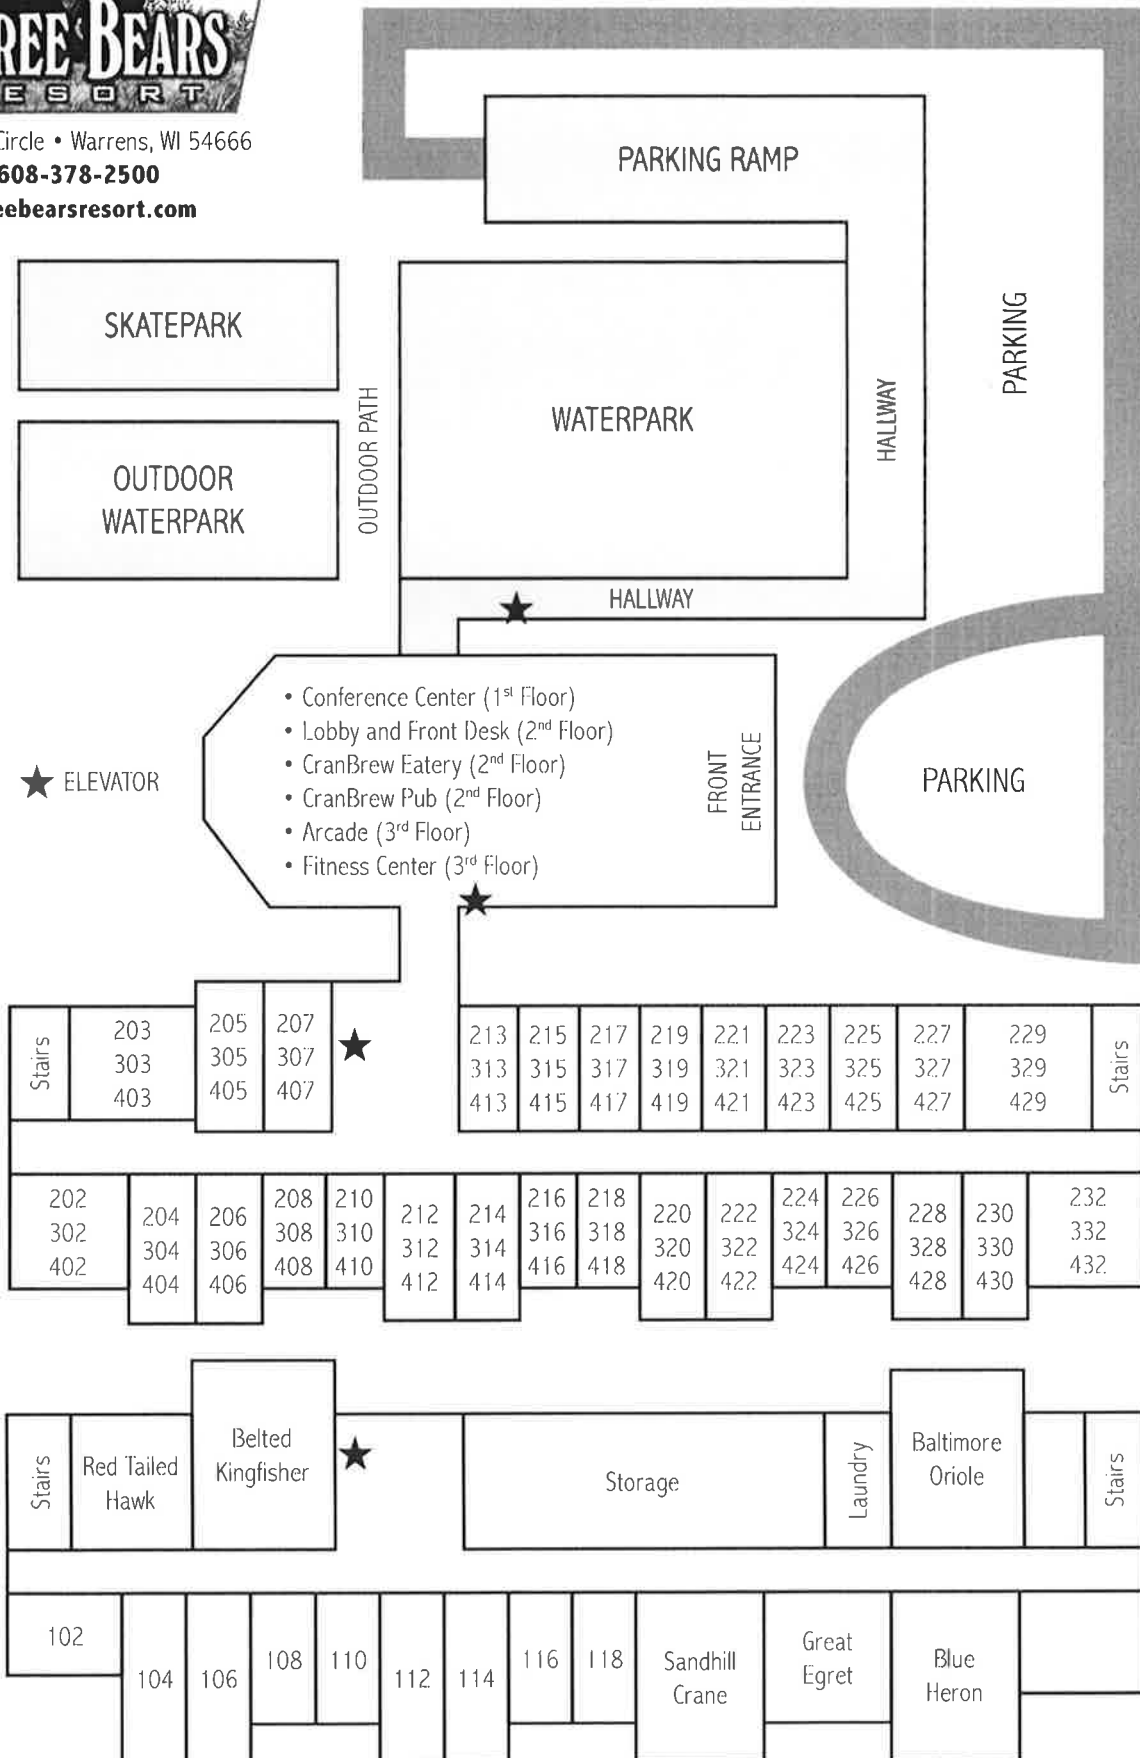 REE BEARS
ESORT
Circle • Warrens, WI 54666
608-378-2500
eebearsresort.com
PARKING RAMP
SKATEPARK
OUTDOOR
WATERPARK
OUTDOOR PATH
WATERPARK
HALLWAY
PARKING
HALLWAY
★ ELEVATOR
• Conference Center (1st Floor)
• Lobby and Front Desk (2nd Floor)
• CranBrew Eatery (2nd Floor)
• CranBrew Pub (2nd Floor)
• Arcade (3rd Floor)
• Fitness Center (3rd Floor)
FRONT
ENTRANCE
PARKING
Stairs
203
303
403
205
305
405
207
307
407
213
313
413
215
315
415
217
317
417
219
319
419
221
321
421
223
323
423
225
325
425
227
327
427
229
329
429
Stairs
202
302
402
204
304
404
206
306
406
208
308
408
210
310
410
212
312
412
214
314
414
216
316
416
218
318
418
220
320
420
222
322
422
224
324
424
226
326
426
228
328
428
230
330
430
232
332
432
Stairs
Red Tailed
Hawk
Belted
Kingfisher
Storage
Laundry
Baltimore
Oriole
Stairs
102
104
106
108
110
112
114
116
118
Sandhill
Crane
Great
Egret
Blue
Heron